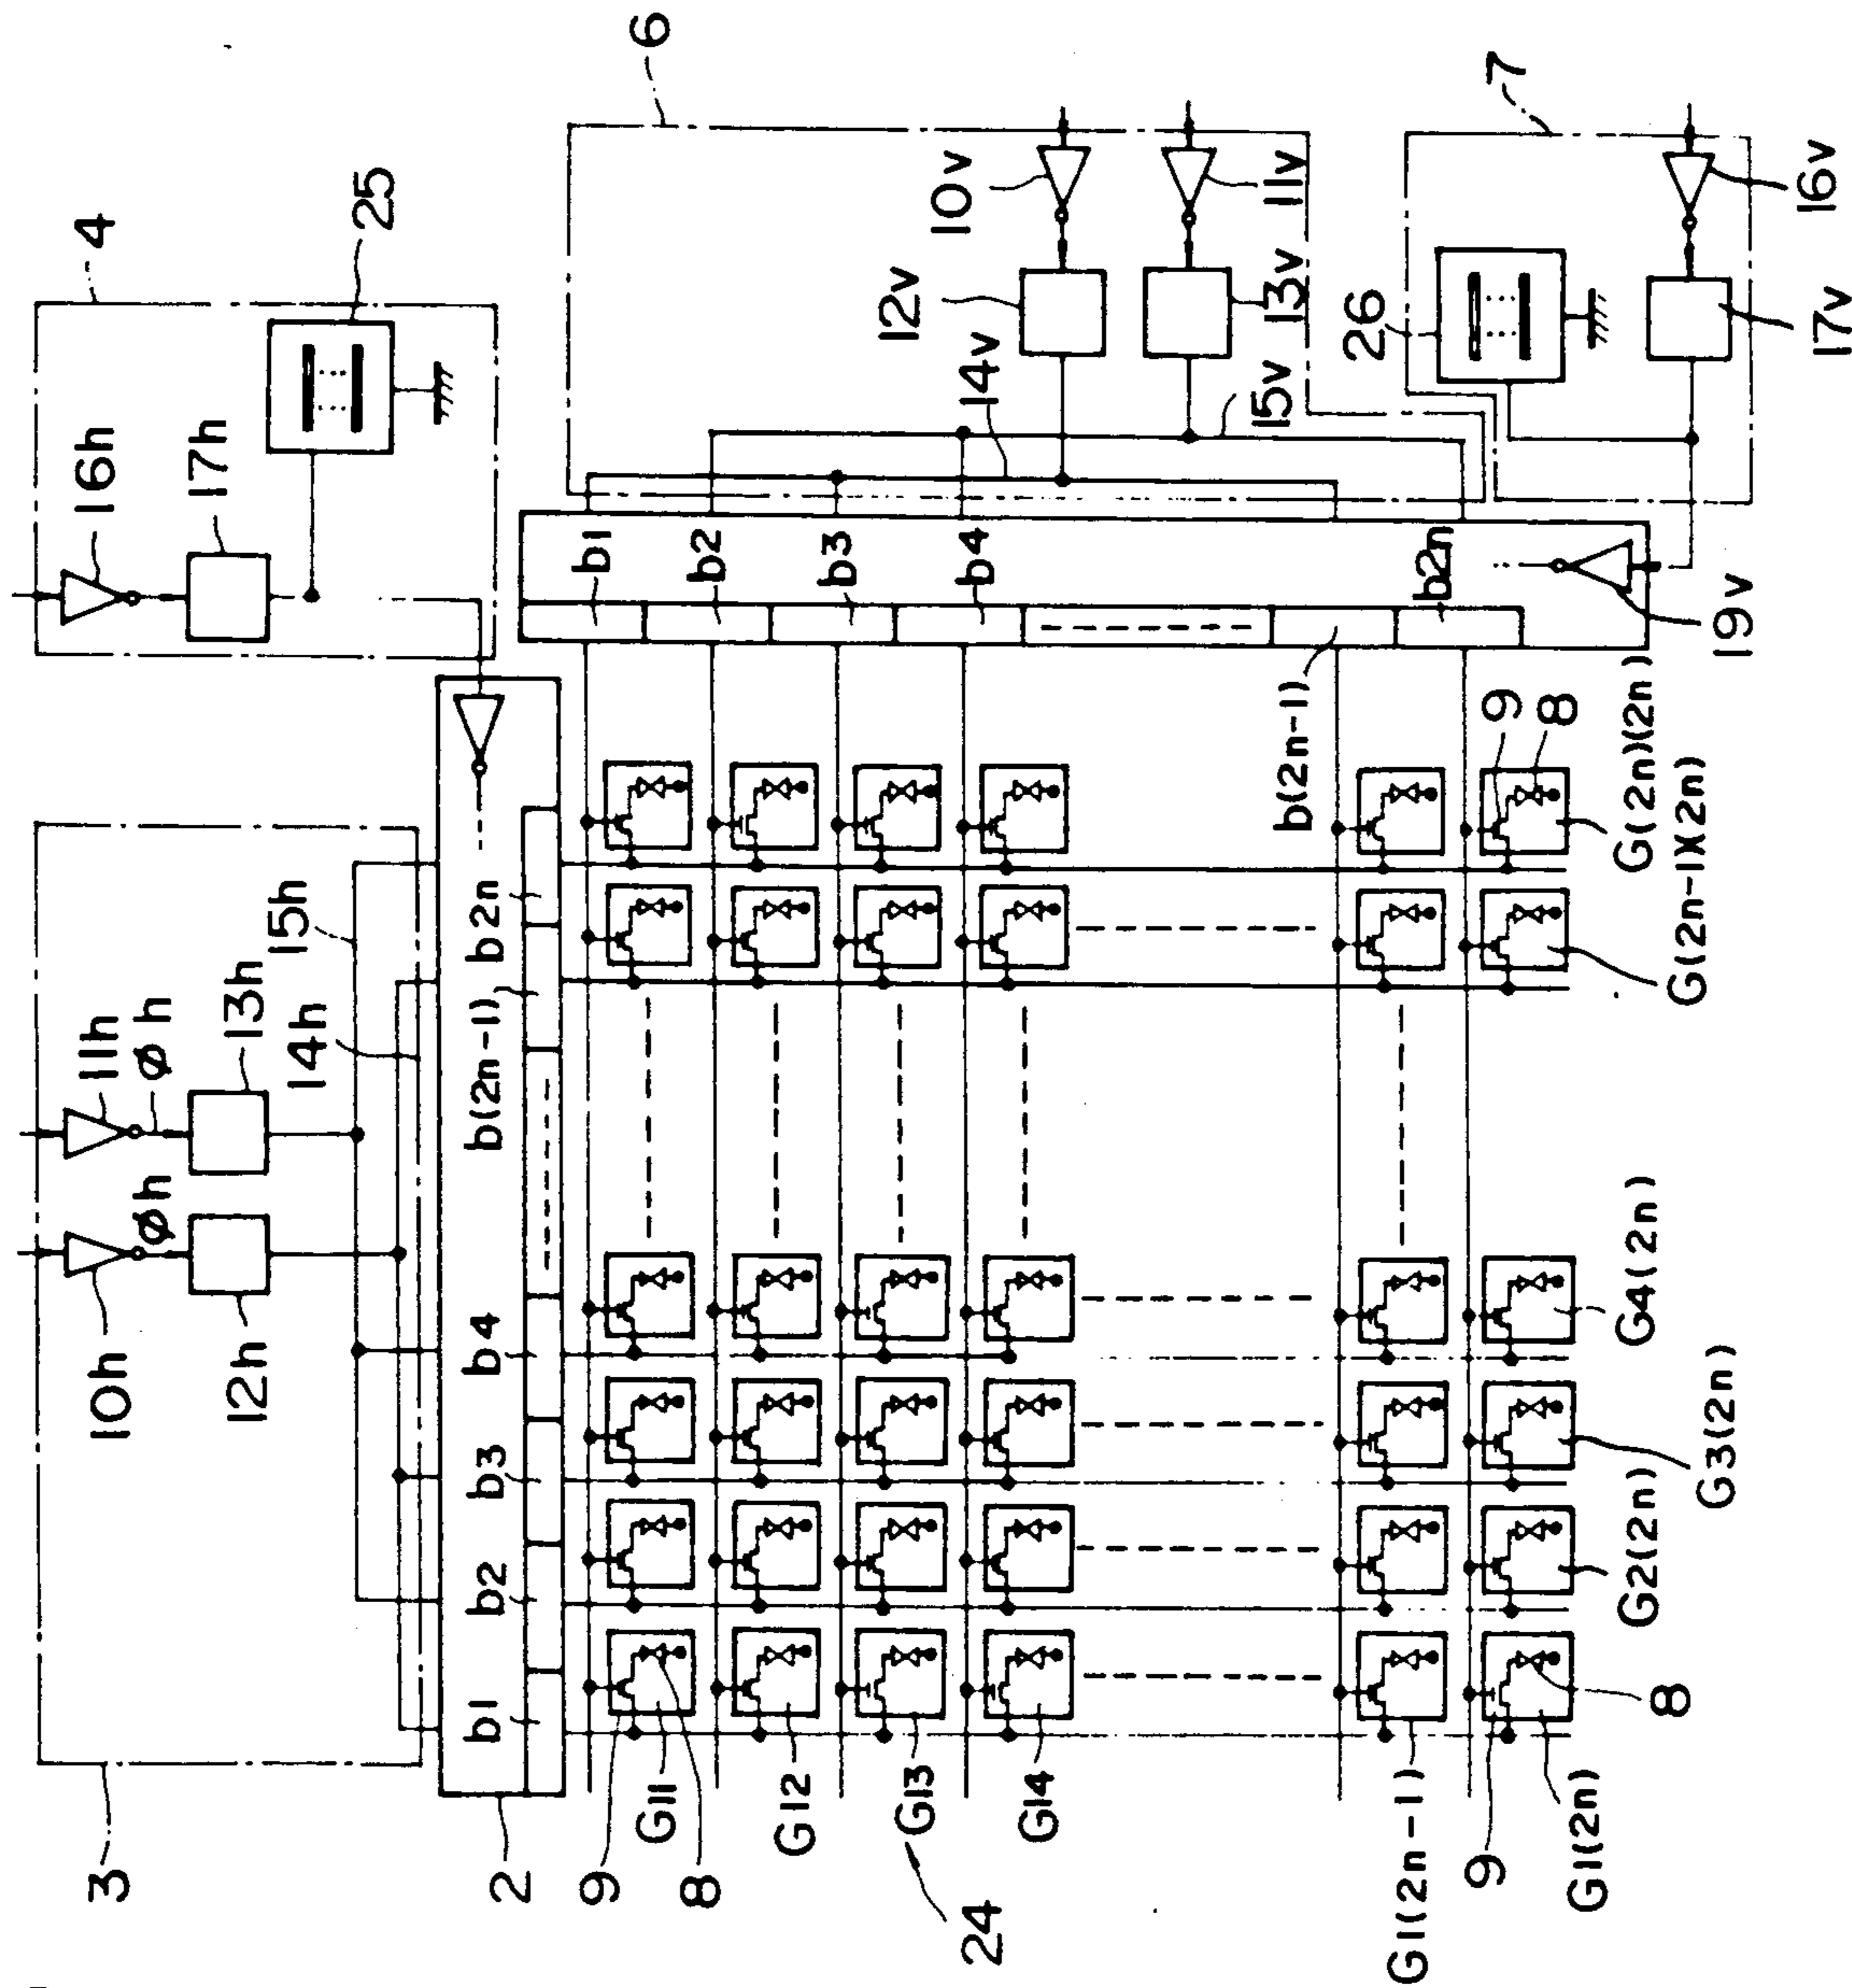 3
4
6
7
10h
øh
11h
øh
12h
13h
14h
15h
16h
17h
25
10v
11v
12v
13v
14v
15v
26
16v
17v
19v
2
b1
b2
b3
b4
b(2n-1)
b2n
b1
b2
b3
b4
b(2n-1)
b2n
9
G11
8
G12
G13
24
G14
G1(2n-1)
9
G1(2n)
8
G2(2n)
G3(2n)
G4(2n)
G(2n-1)(2n)
G(2n)(2n)
9
8